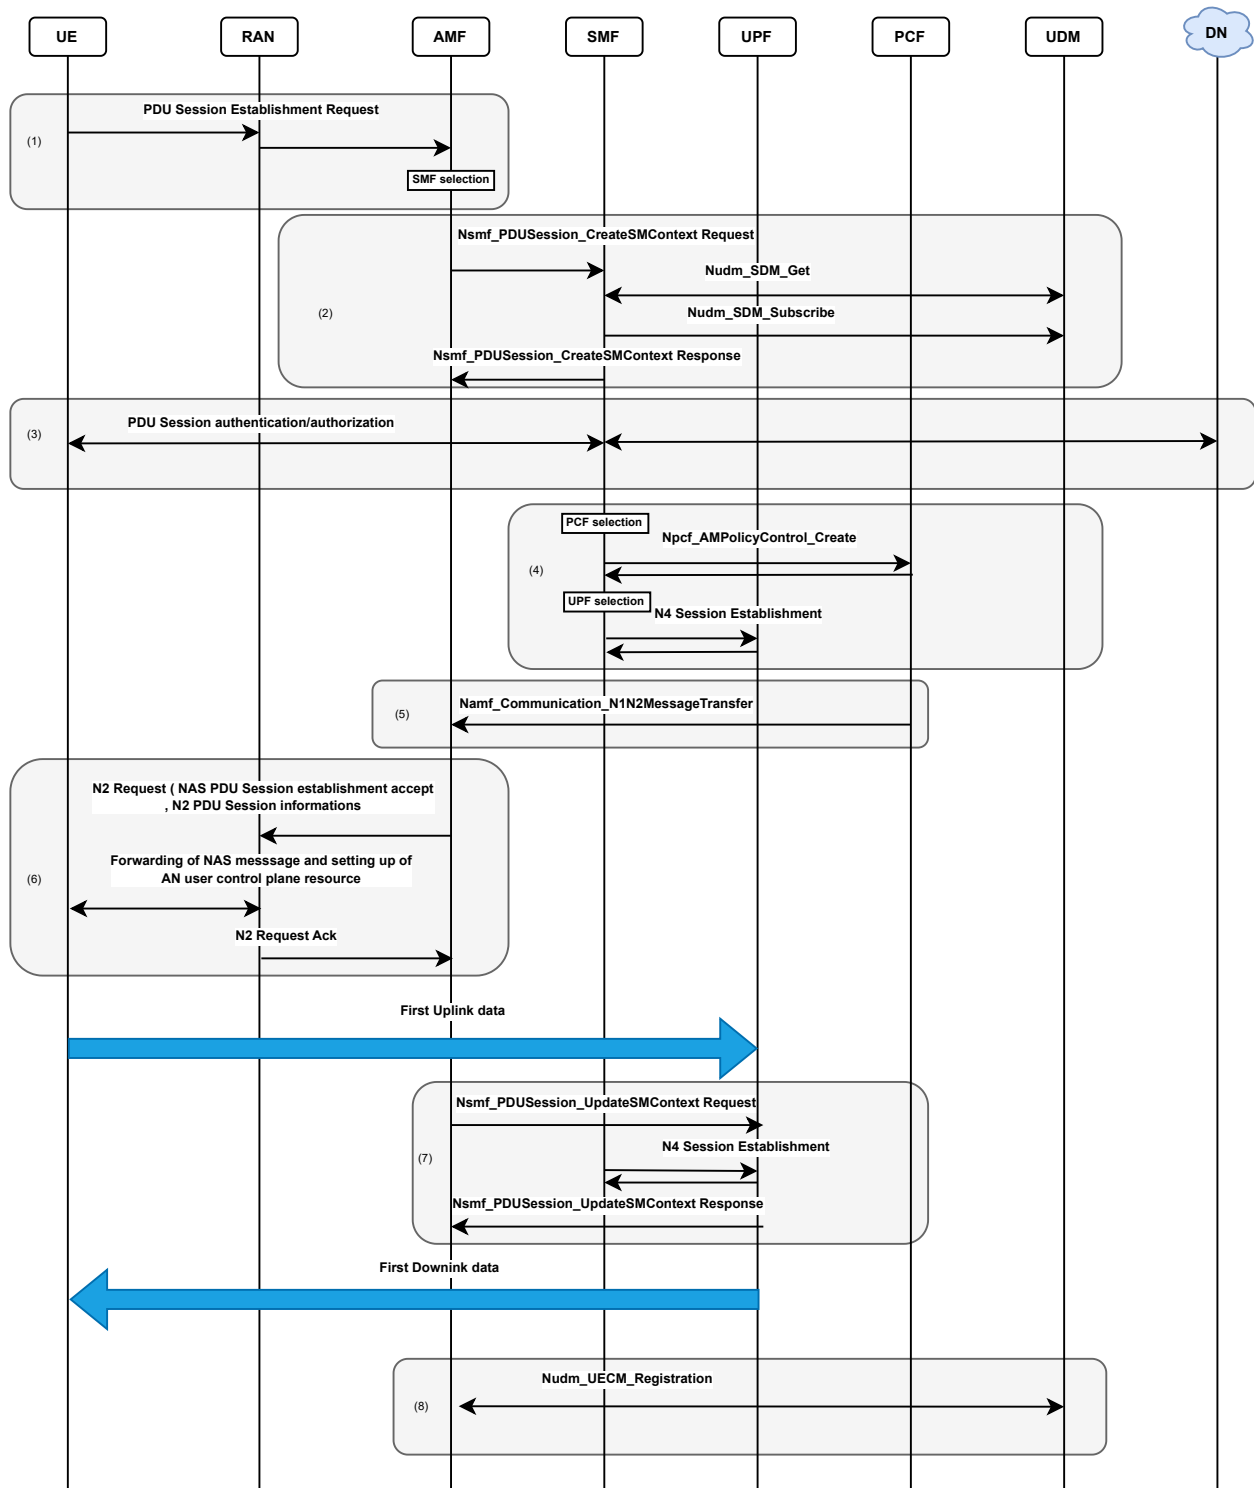 UE
RAN
AMF
SMF
UPF
PCF
UDM
DN
PDU Session Establishment Request
(1)
SMF selection
Nsmf_PDUSession_CreateSMContext Request
Nudm_SDM_Get
(2)
Nudm_SDM_Subscribe
Nsmf_PDUSession_CreateSMContext Response
PDU Session authentication/authorization
(3)
PCF selection
Npcf_AMPolicyControl_Create
(4)
UPF selection
N4 Session Establishment
Namf_Communication_N1N2MessageTransfer
(5)
N2 Request ( NAS PDU Session establishment accept
, N2 PDU Session informations
Forwarding of NAS messsage and setting up of
AN user control plane resource
(6)
N2 Request Ack
First Uplink data
Nsmf_PDUSession_UpdateSMContext Request
N4 Session Establishment
(7)
Nsmf_PDUSession_UpdateSMContext Response
First Downink data
Nudm_UECM_Registration
(8)